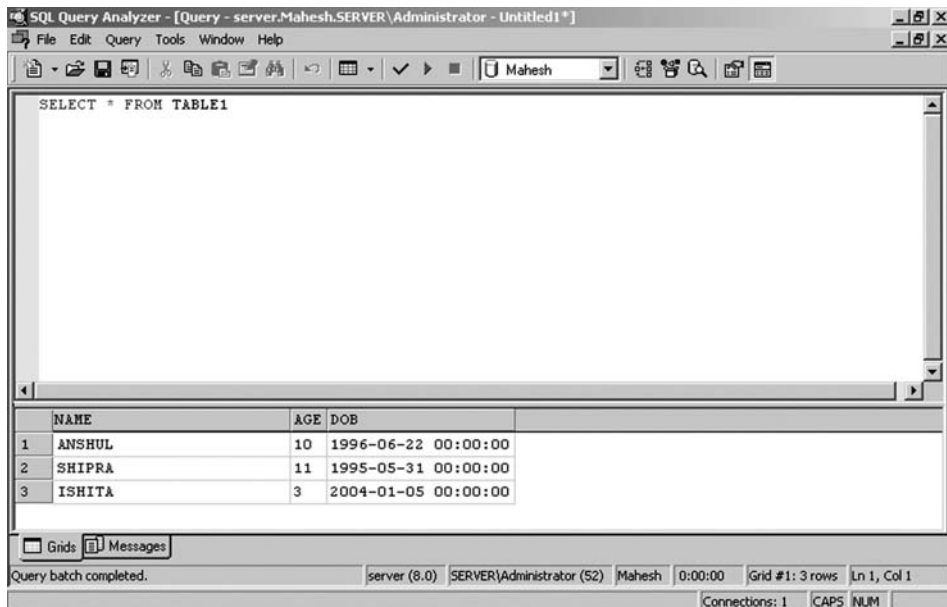 SQL Query Analyzer - [Query - server.Mahesh.SERVER\Administrator - Untitled1*]
File Edit Query Tools Window Help
Mahesh
SELECT * FROM TABLE1
NAME AGE DOB
1 ANSHUL 10 1996-06-22 00:00:00
2 SHIPRA 11 1995-05-31 00:00:00
3 ISHITA 3 2004-01-05 00:00:00
Grids Messages
Query batch completed. server (8.0) SERVER\Administrator (52) Mahesh 0:00:00 Grid #1: 3 rows Ln 1, Col 1
Connections: 1 CAPS NUM